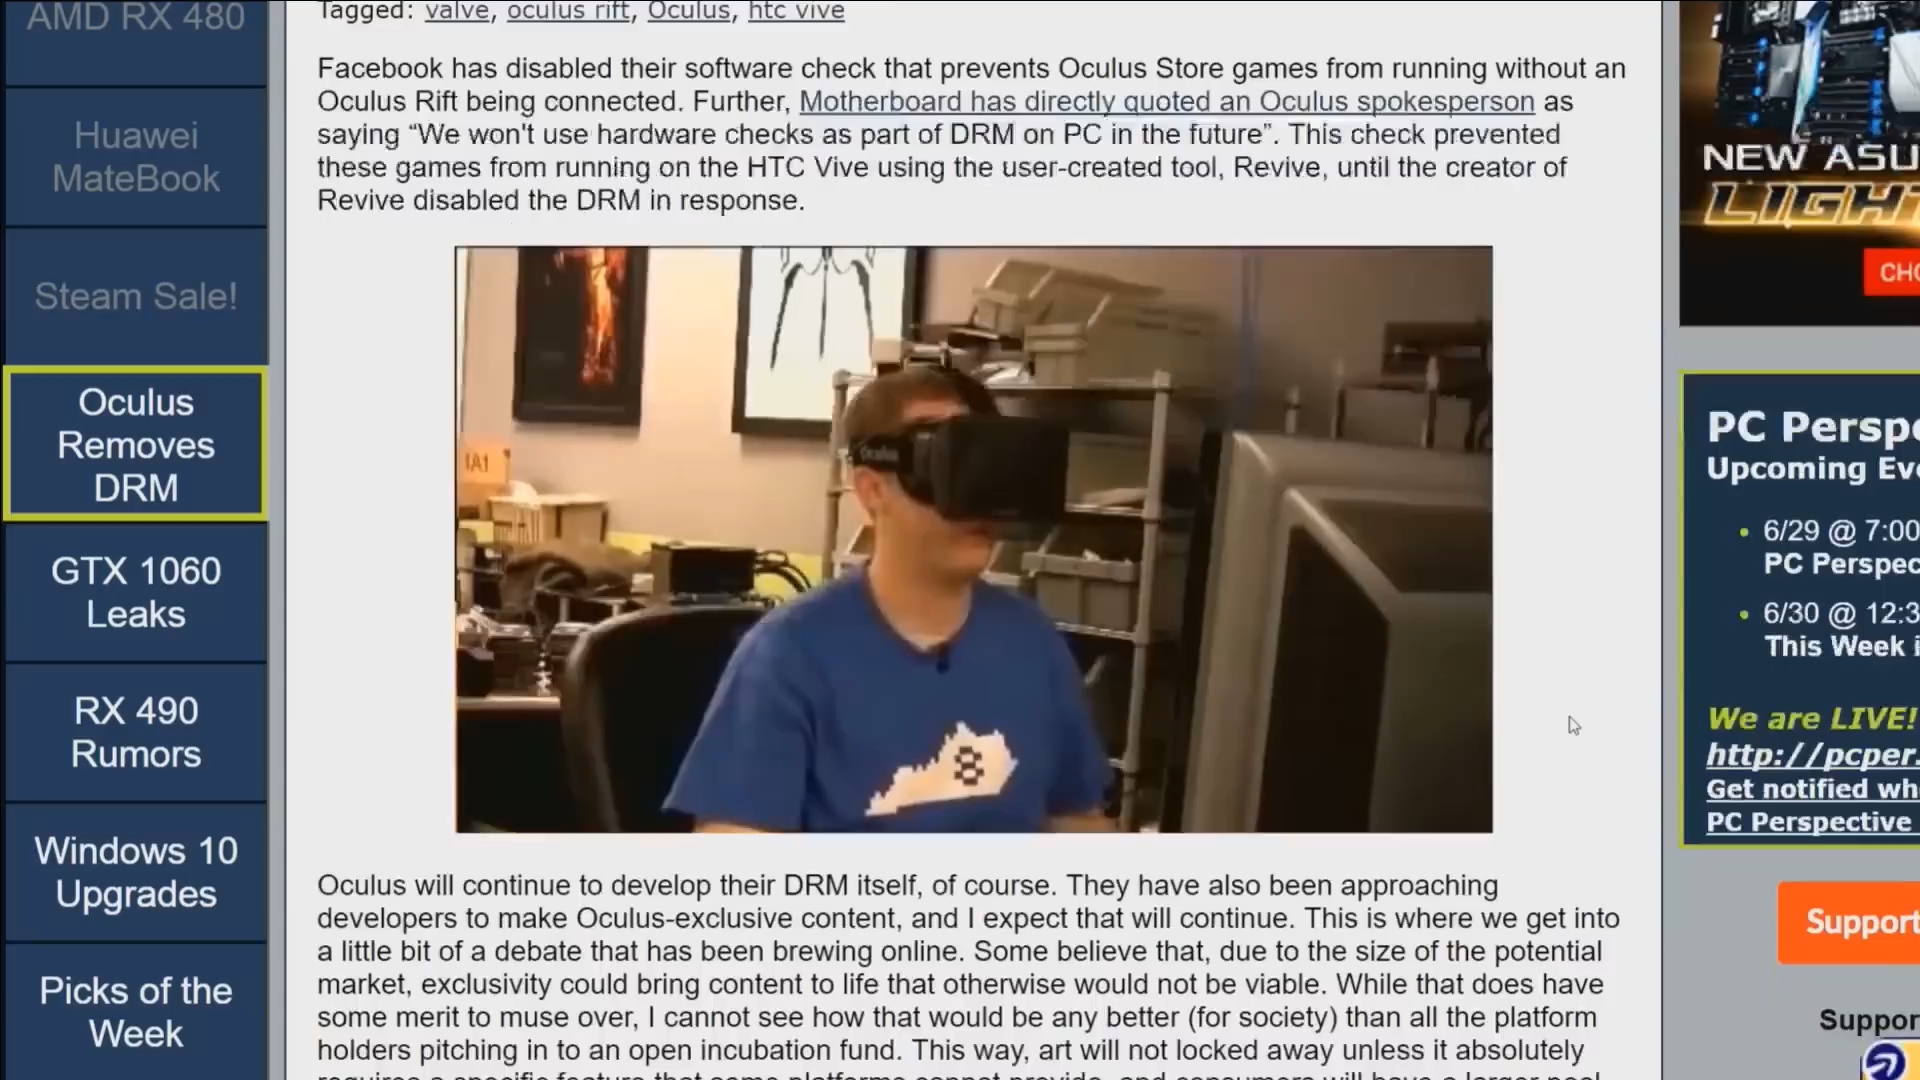 AMD RX 480
Huawei
MateBook
Steam Sale!
Oculus
Removes
DRM
GTX 1060
Leaks
RX 490
Rumors
Windows 10
Upgrades
Picks of the
Week
Tagged: valve, oculus rift, Oculus, htc vive
Facebook has disabled their software check that prevents Oculus Store games from running without an
Oculus Rift being connected. Further, Motherboard has directly quoted an Oculus spokesperson as
saying “We won't use hardware checks as part of DRM on PC in the future”. This check prevented
these games from running on the HTC Vive using the user-created tool, Revive, until the creator of
Revive disabled the DRM in response.
IA1
Oculus
8
Oculus will continue to develop their DRM itself, of course. They have also been approaching
developers to make Oculus-exclusive content, and I expect that will continue. This is where we get into
a little bit of a debate that has been brewing online. Some believe that, due to the size of the potential
market, exclusivity could bring content to life that otherwise would not be viable. While that does have
some merit to muse over, I cannot see how that would be any better (for society) than all the platform
holders pitching in to an open incubation fund. This way, art will not locked away unless it absolutely
NEW ASU
LIGHT
CHO
PC Perspe
Upcoming Eve
• 6/29 @ 7:00
PC Perspec
• 6/30 @ 12:3
This Week i
We are LIVE!
http://pcper.
Get notified wh
PC Perspective
Support
Suppor